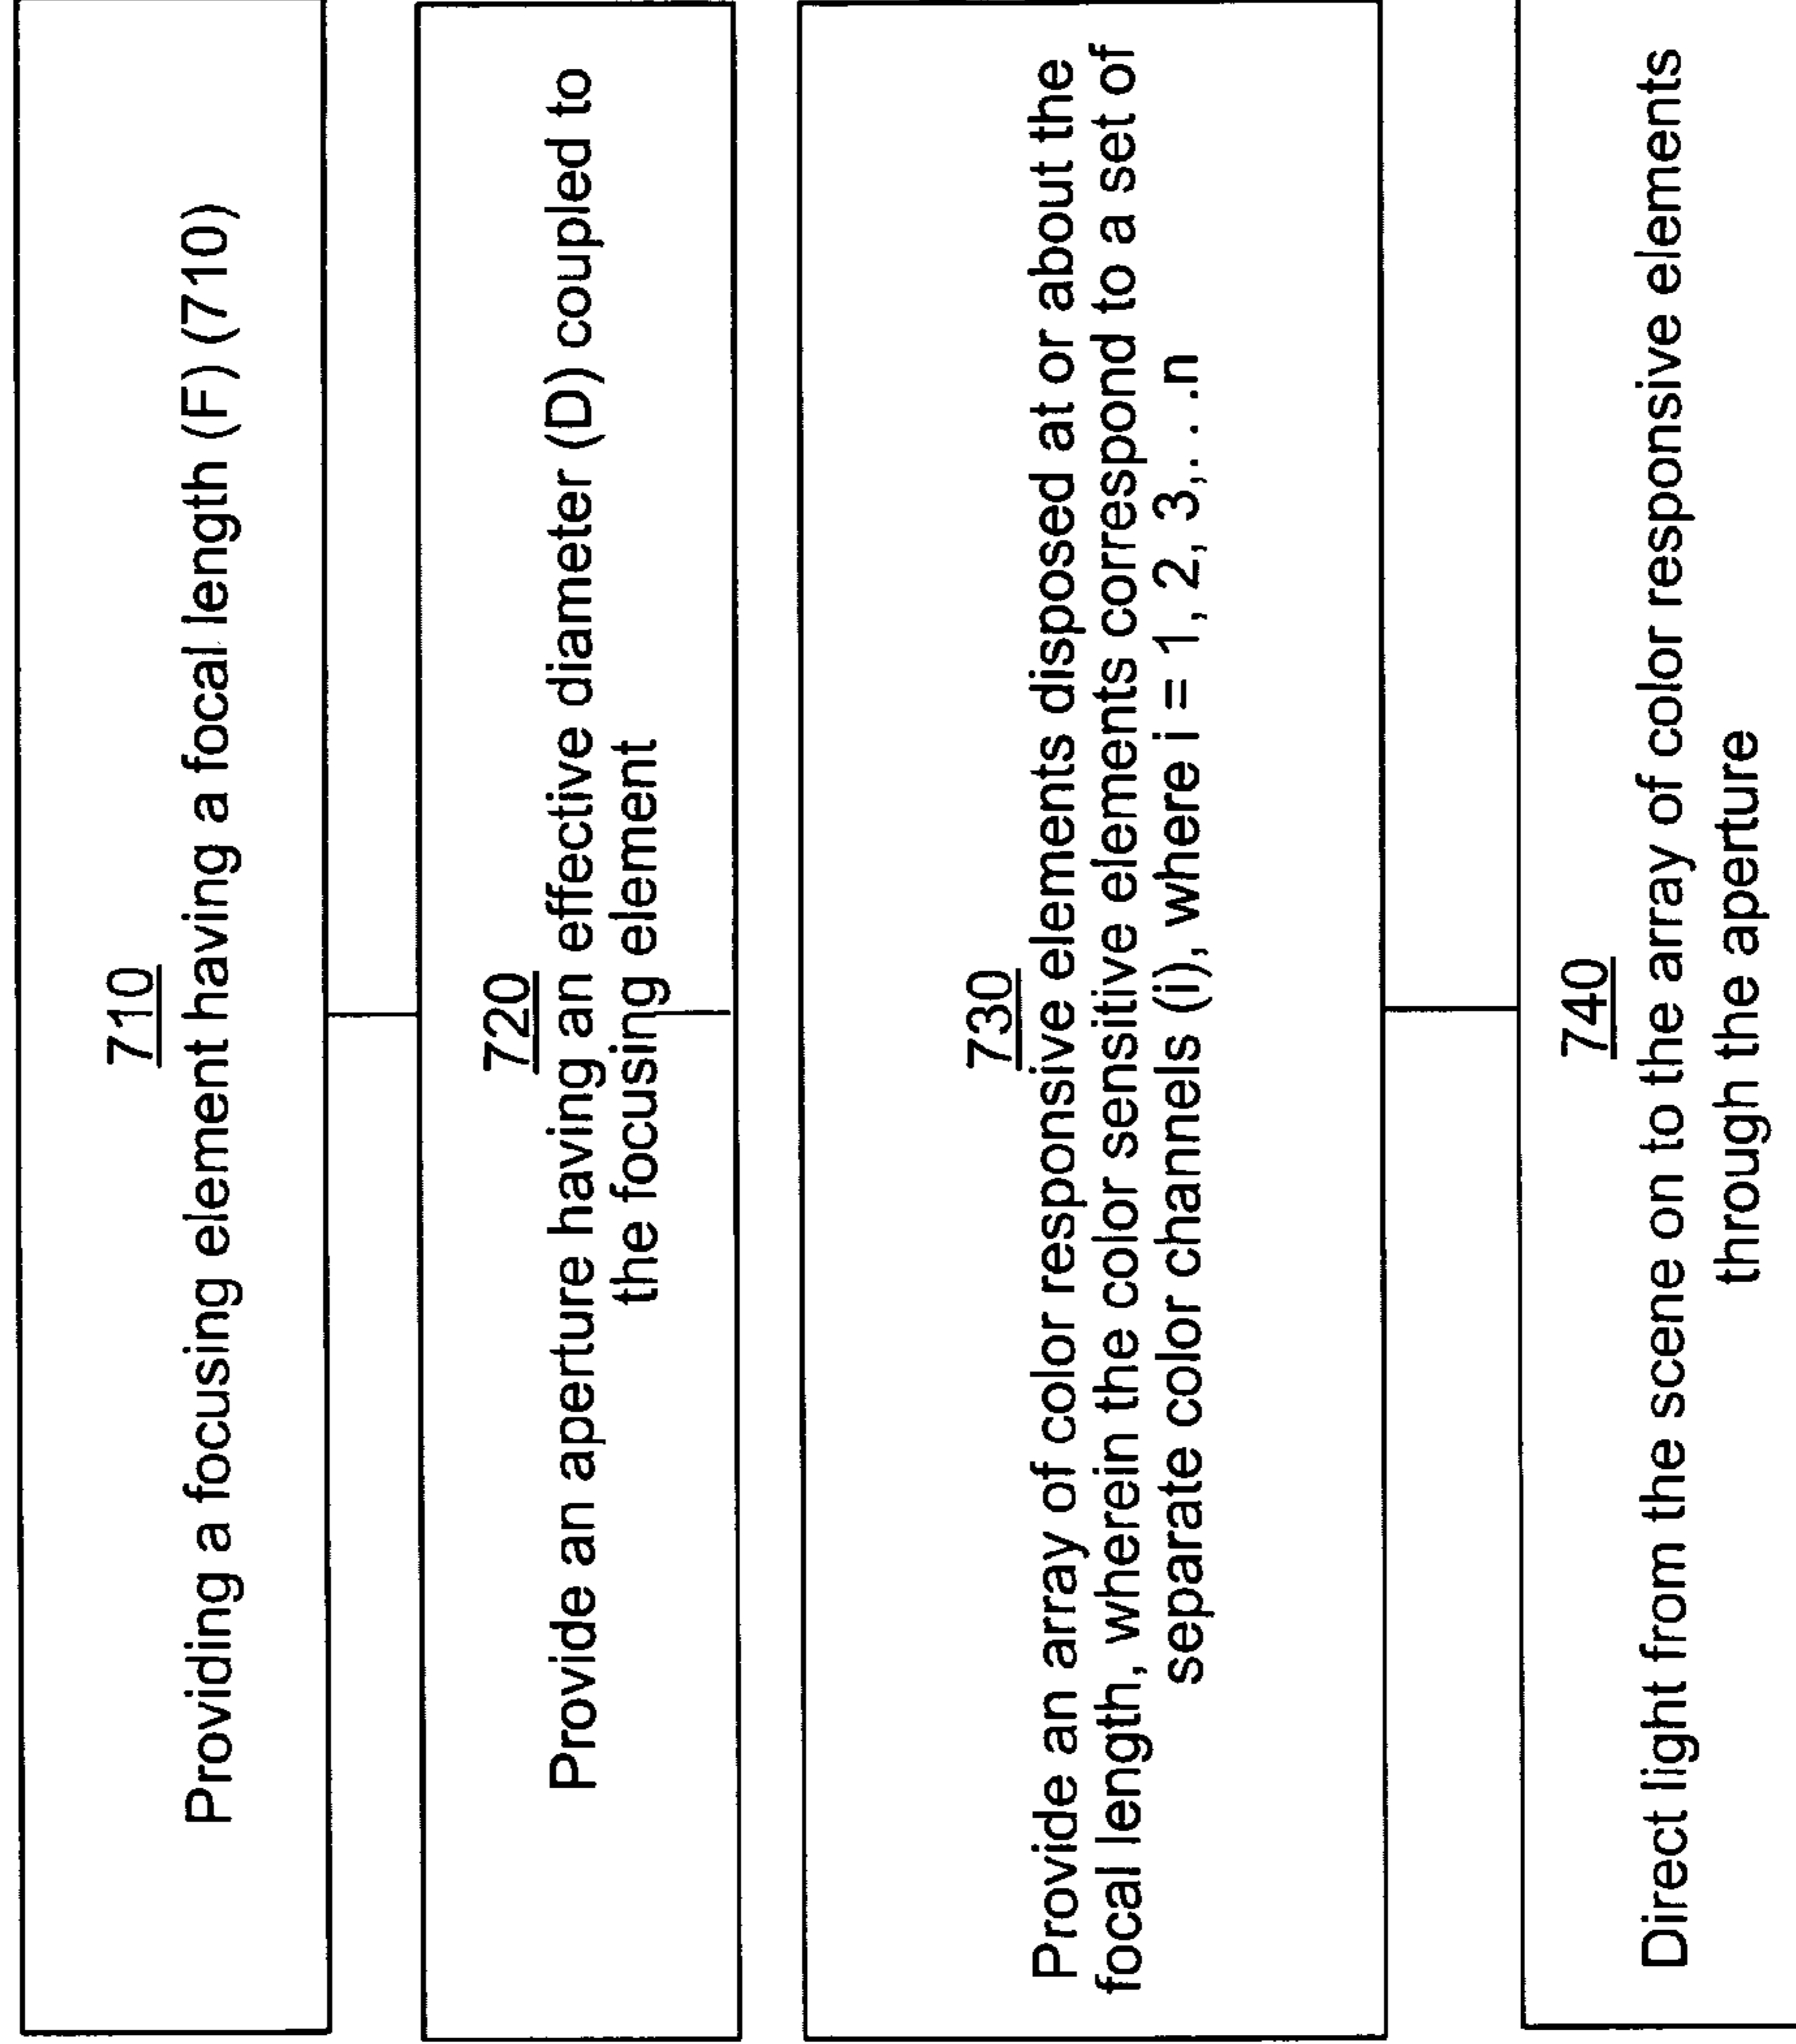 710
Providing a focusing element having a focal length (F) (710)
720
Provide an aperture having an effective diameter (D) coupled to
the focusing element
730
Provide an array of color responsive elements disposed at or about the
focal length, wherein the color sensitive elements correspond to a set of
separate color channels (i), where i = 1, 2, 3,. . .n
740
Direct light from the scene on to the array of color responsive elements
through the aperture